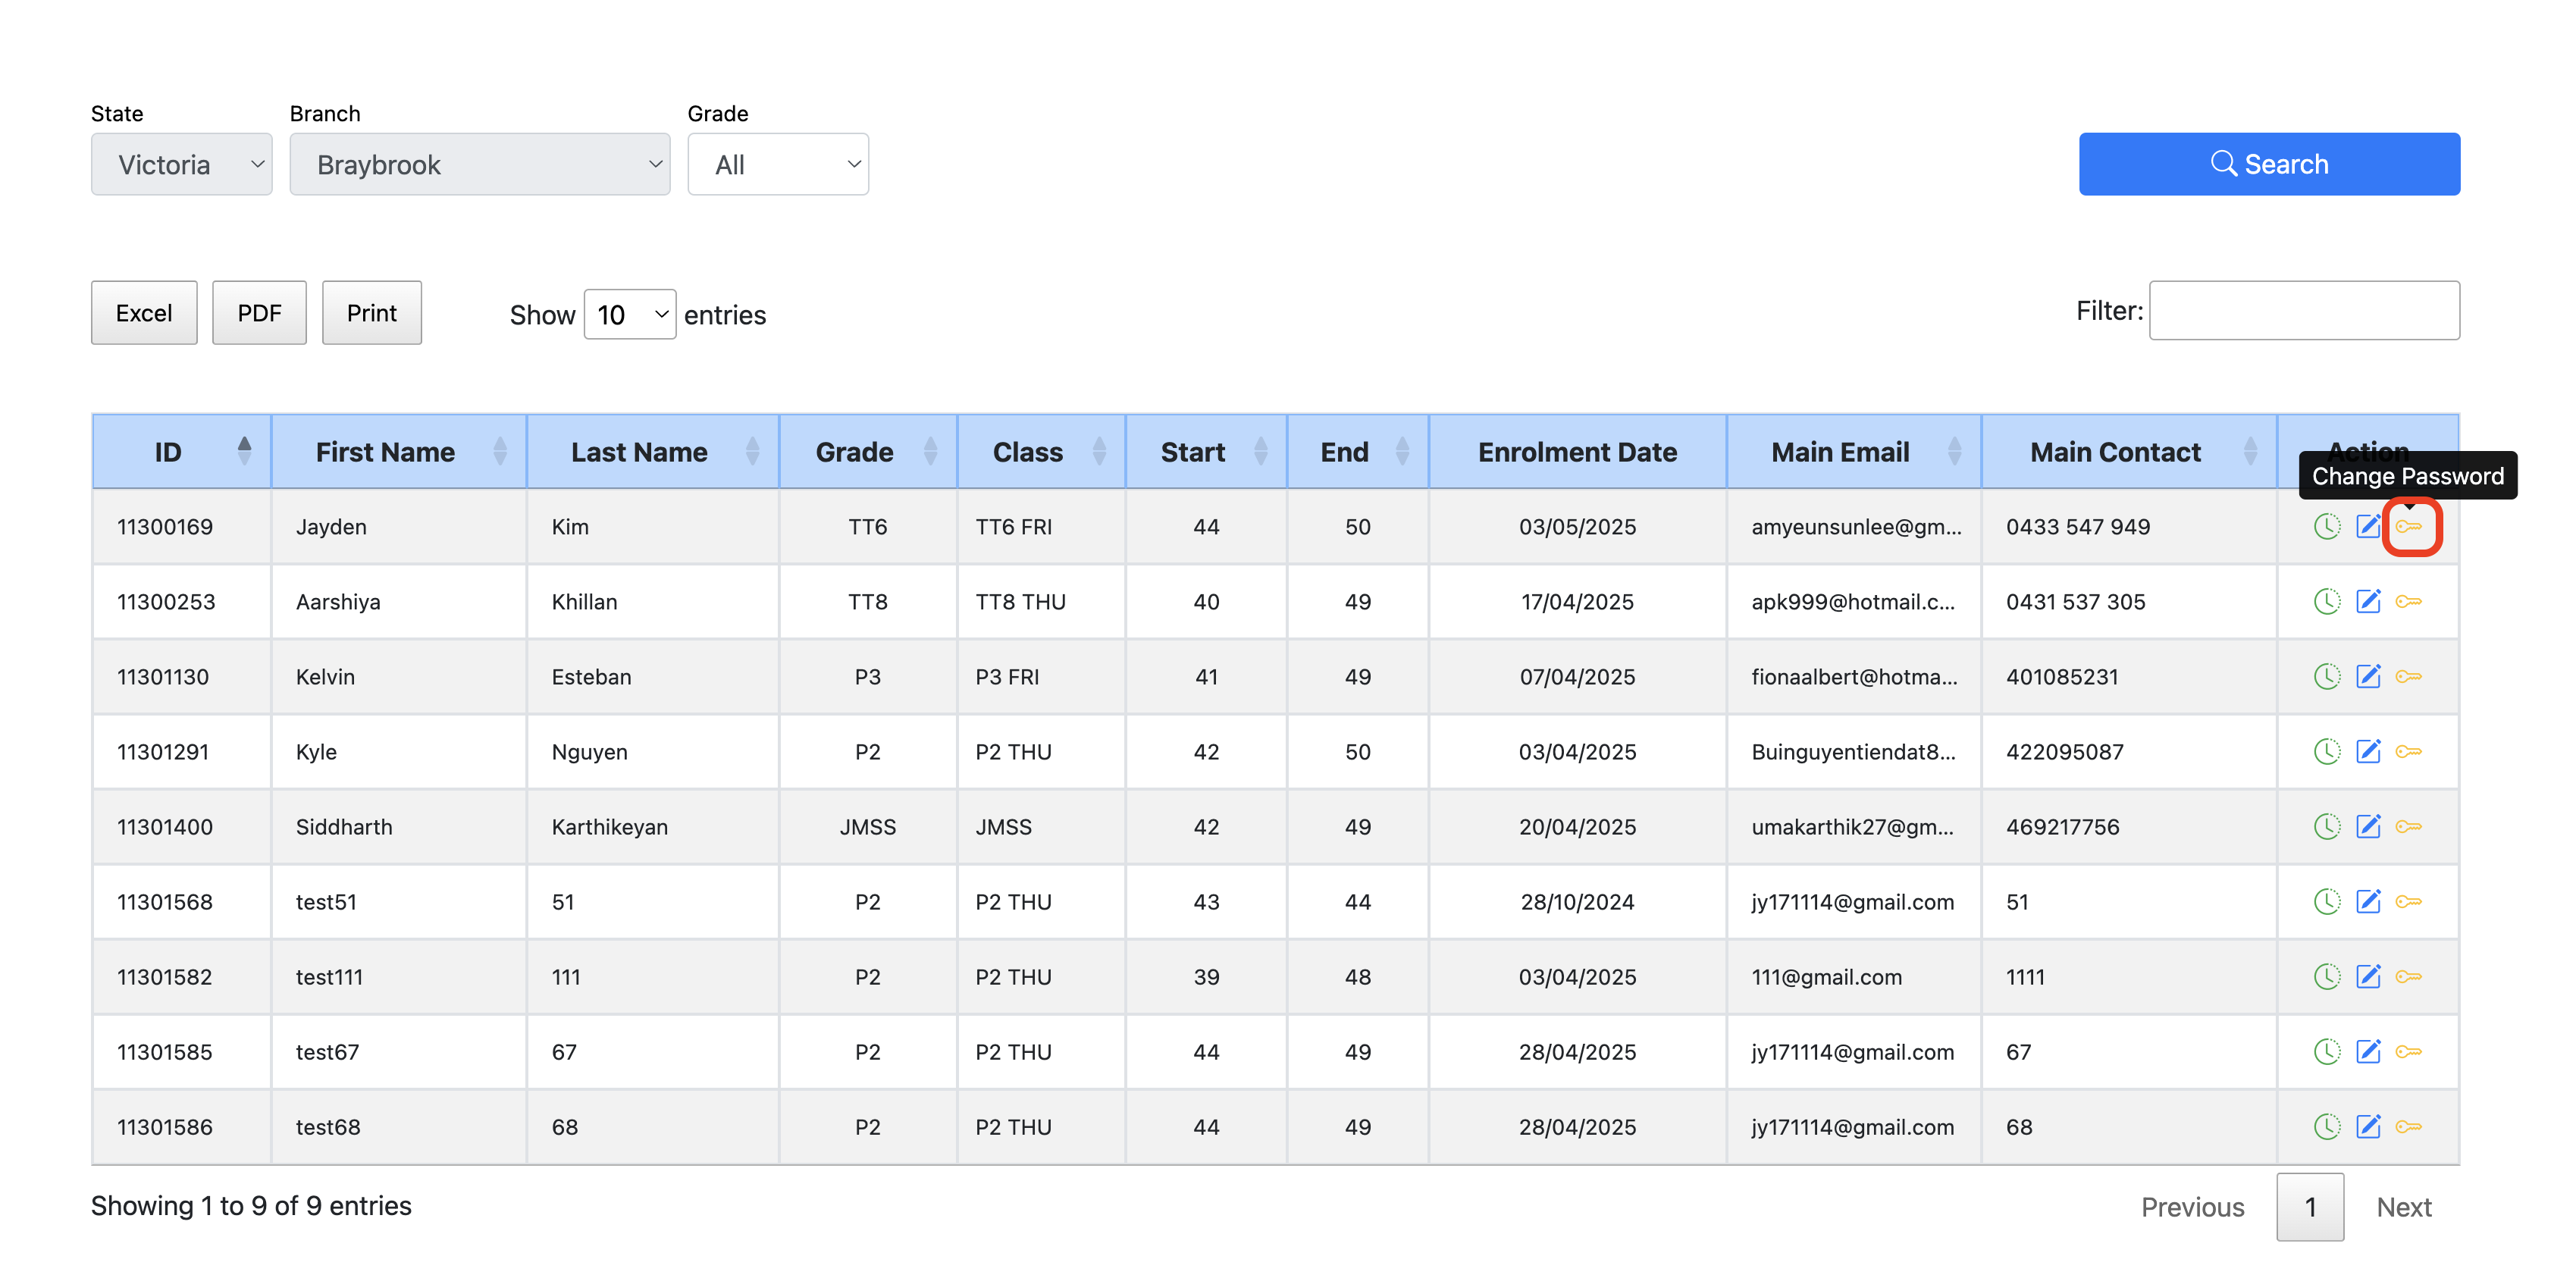 State Branch Grade
Victoria Braybrook All Search
Excel PDF Print Show 10 entries Filter:
ID First Name Last Name Grade Class Start End Enrolment Date Main Email Main Contact Action
Change Password
11300169 Jayden Kim TT6 TT6 FRI 44 50 03/05/2025 amyeunsunlee@gm... 0433 547 949
11300253 Aarshiya Khillan TT8 TT8 THU 40 49 17/04/2025 apk999@hotmail.c... 0431 537 305
11301130 Kelvin Esteban P3 P3 FRI 41 49 07/04/2025 fionaalbert@hotma... 401085231
11301291 Kyle Nguyen P2 P2 THU 42 50 03/04/2025 Buinguyentiendat8... 422095087
11301400 Siddharth Karthikeyan JMSS JMSS 42 49 20/04/2025 umakarthik27@gm... 469217756
11301568 test51 51 P2 P2 THU 43 44 28/10/2024 jy171114@gmail.com 51
11301582 test111 111 P2 P2 THU 39 48 03/04/2025 111@gmail.com 1111
11301585 test67 67 P2 P2 THU 44 49 28/04/2025 jy171114@gmail.com 67
11301586 test68 68 P2 P2 THU 44 49 28/04/2025 jy171114@gmail.com 68
Showing 1 to 9 of 9 entries Previous 1 Next